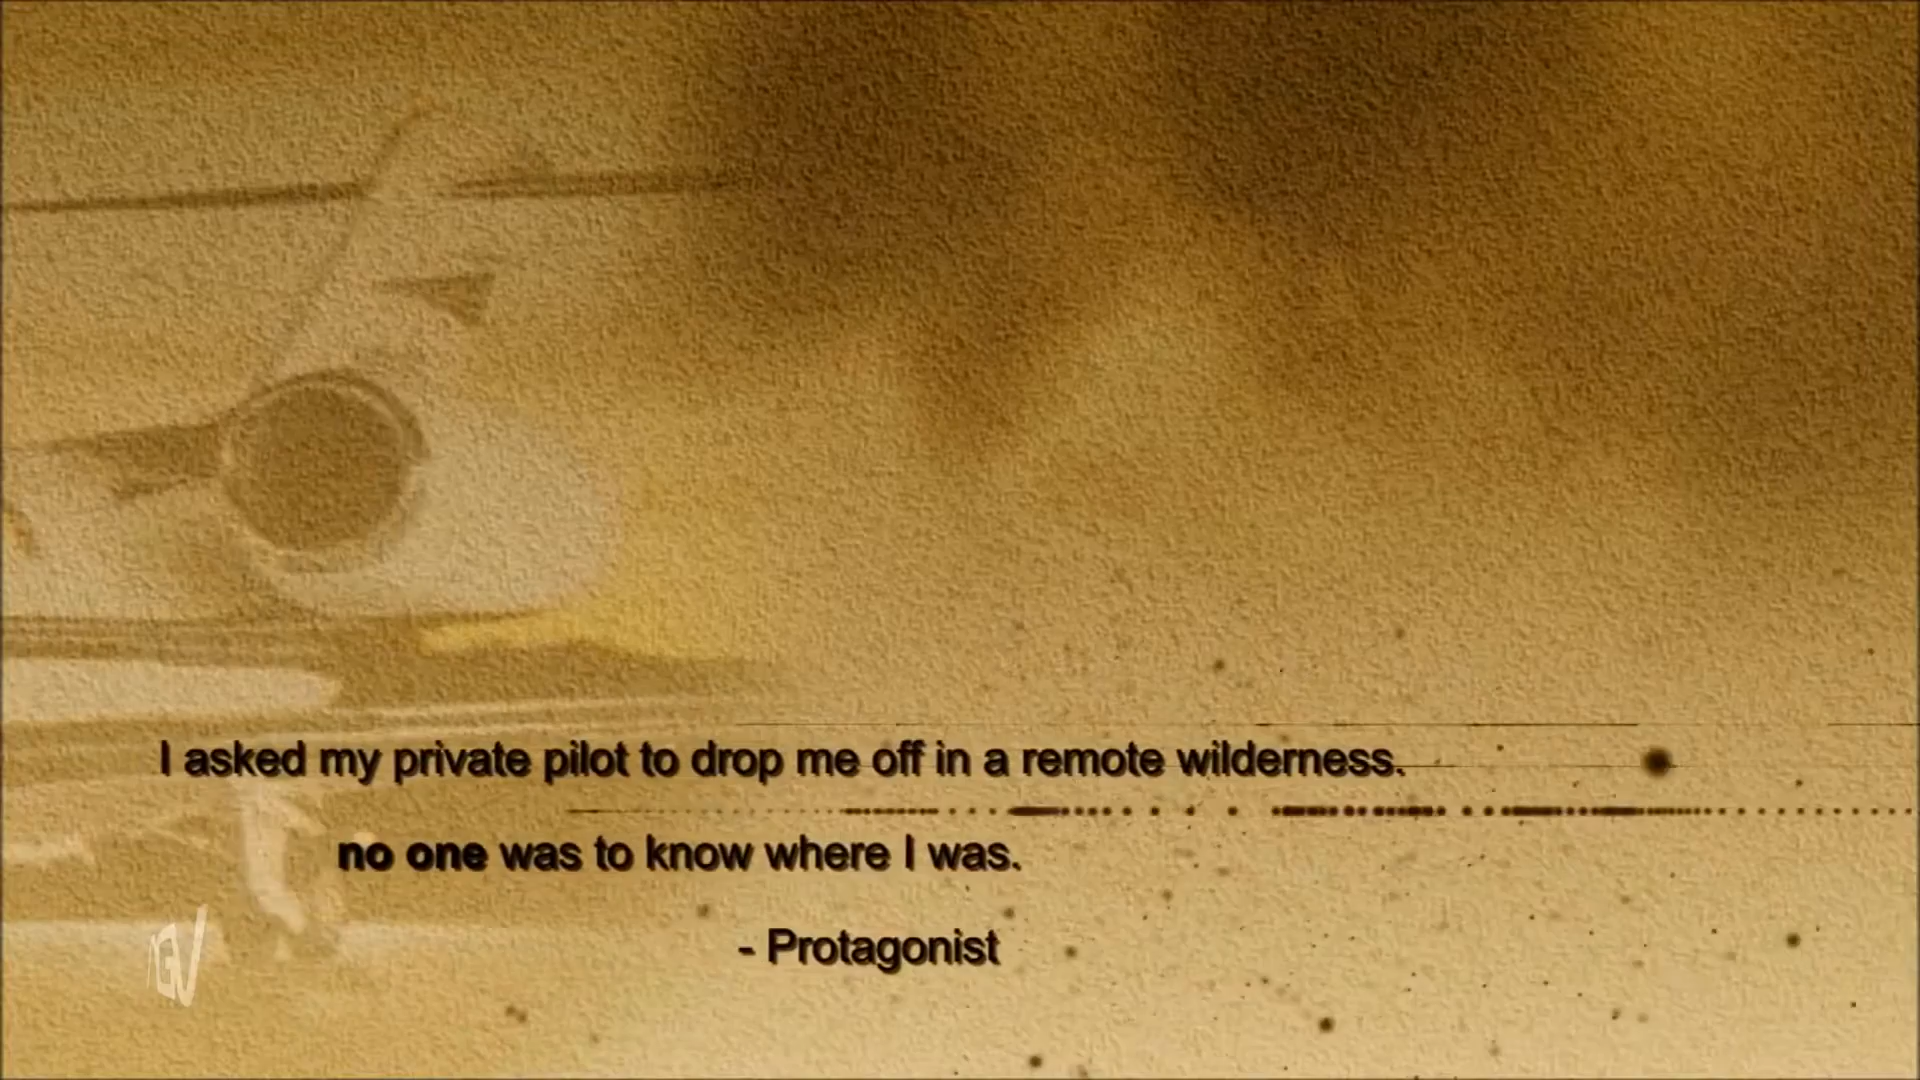 I asked my private pilot to drop me off in a remote wilderness.
no one was to know where I was.
- Protagonist
GV